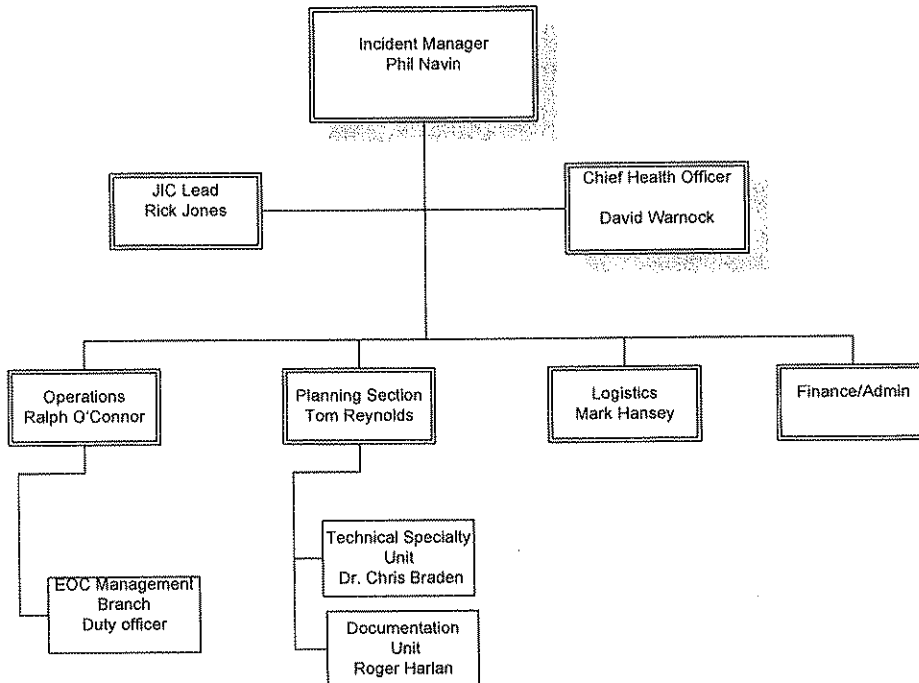 Incident Manager
Phil Navin
JIC Lead
Rick Jones
Chief Health Officer
David Warnock
Operations
Ralph O'Connor
Planning Section
Tom Reynolds
Logistics
Mark Hansey
Finance/Admin
EOC Management
Branch
Duty officer
Technical Specialty
Unit
Dr. Chris Braden
Documentation
Unit
Roger Harlan